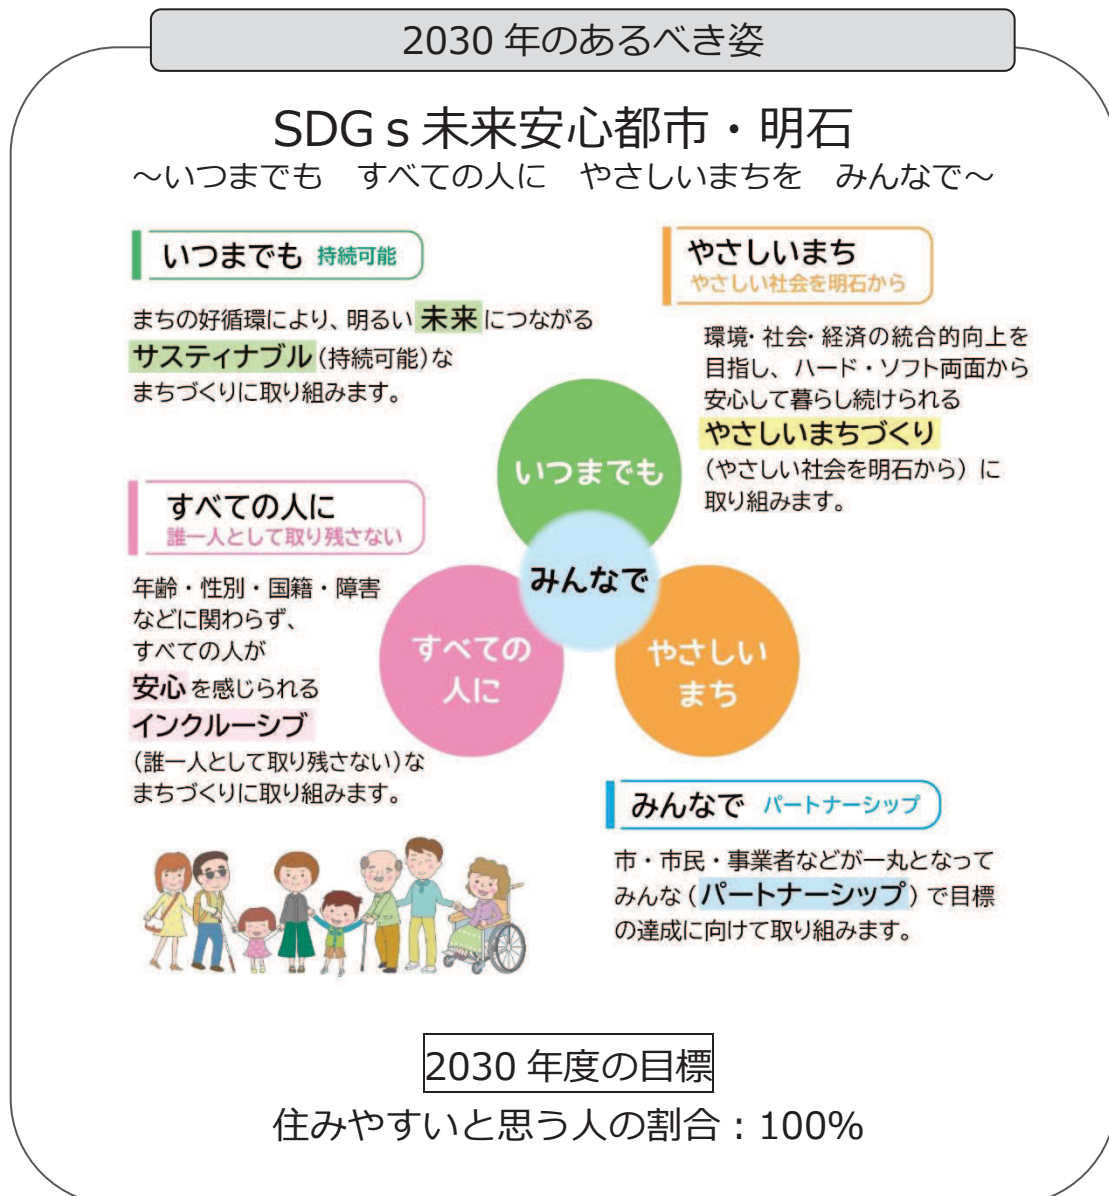 2030 年のあるべき姿
SDGｓ未来安心都市・明石
～いつまでも　すべての人に　やさしいまちを　みんなで～
いつまでも 持続可能
まちの好循環により、明るい 未来 につながる
サスティナブル (持続可能)な
まちづくりに取り組みます。
やさしいまち
やさしい社会を明石から
環境・社会・経済の統合的向上を
目指し、ハード・ソフト両面から
安心して暮らし続けられる
やさしいまちづくり
（やさしい社会を明石から）に
取り組みます。
すべての人に
誰一人として取り残さない
年齢・性別・国籍・障害
などに関わらず、
すべての人が
安心 を感じられる
インクルーシブ
(誰一人として取り残さない)な
まちづくりに取り組みます。
いつまでも
みんなで
すべての
人に
やさしい
まち
みんなで パートナーシップ
市・市民・事業者などが一丸となって
みんな（パートナーシップ）で目標
の達成に向けて取り組みます。
2030 年度の目標
住みやすいと思う人の割合：100%